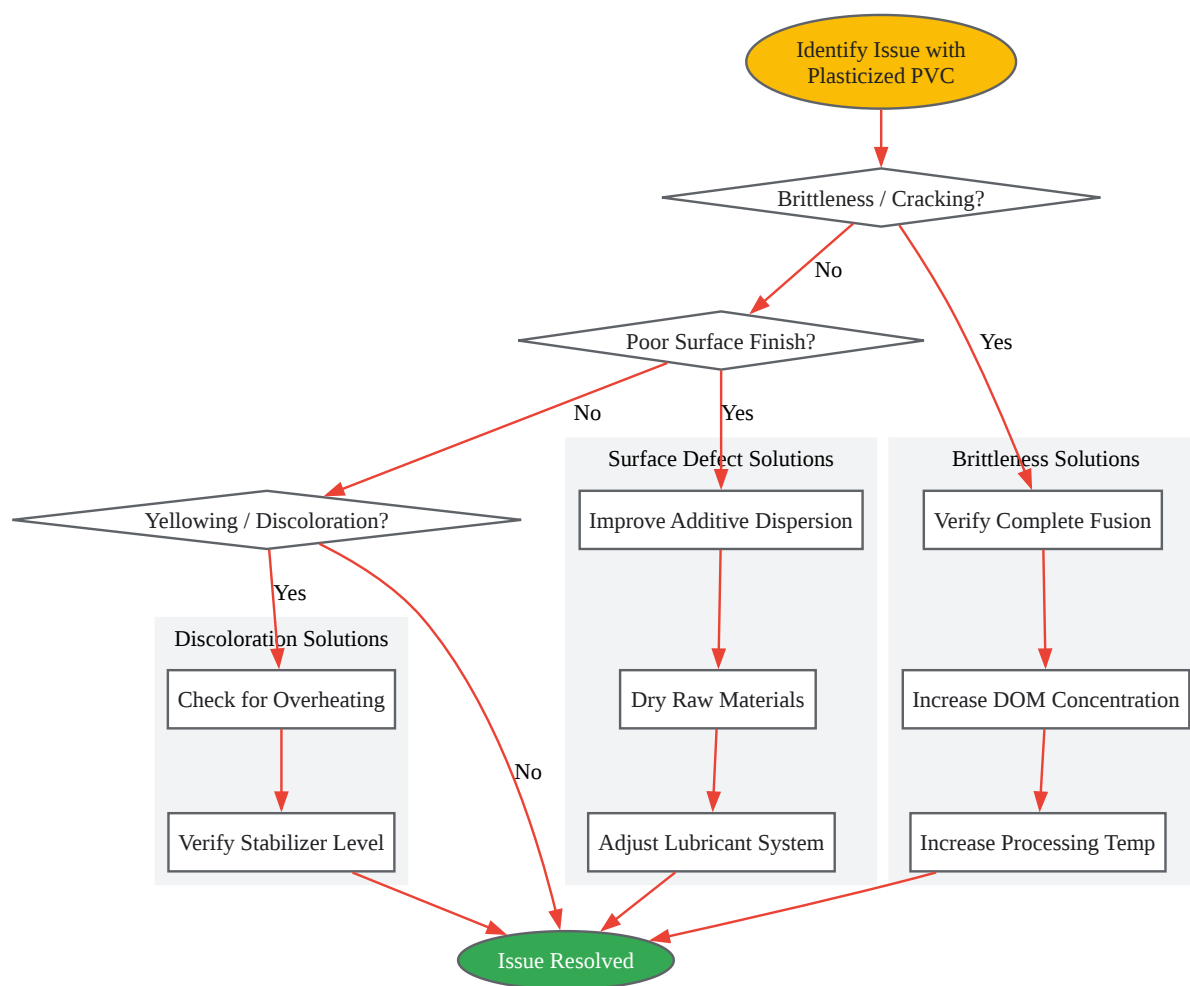 Identify Issue with
Plasticized PVC
Brittleness / Cracking?
No
Yes
Poor Surface Finish?
No
Yes
Surface Defect Solutions
Brittleness Solutions
Yellowing / Discoloration?
Improve Additive Dispersion
Verify Complete Fusion
Yes
Discoloration Solutions
Check for Overheating
Dry Raw Materials
Increase DOM Concentration
No
Verify Stabilizer Level
Adjust Lubricant System
Increase Processing Temp
Issue Resolved